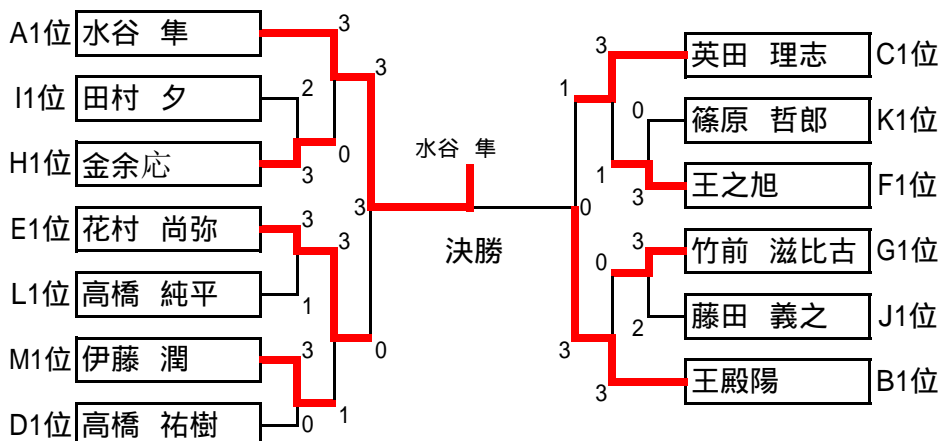 A1位 水谷 隼
I1位 田村 夕
H1位 金余応
E1位 花村 尚弥
L1位 高橋 純平
M1位 伊藤 潤
D1位 高橋 祐樹
3
2
3
3
0
3
1
3
3
0
1
3
0
水谷 隼
3
0
決勝
3
1
0
1
3
3
0
2
3
3
英田 理志 C1位
篠原 哲郎 K1位
王之旭 F1位
竹前 滋比古 G1位
藤田 義之 J1位
王殿陽 B1位